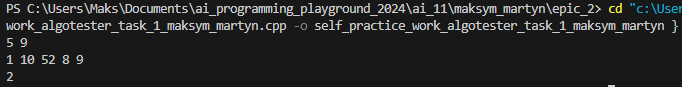 PS C:\Users\Maks\Documents\ai_programming_playground_2024\ai_11\maksym_martyn\epic_2> cd "c:\User
work_algotester_task_1_maksym_martyn.cpp -o self_practice_work_algotester_task_1_maksym_martyn }
5 9
1 10 52 8 9
2